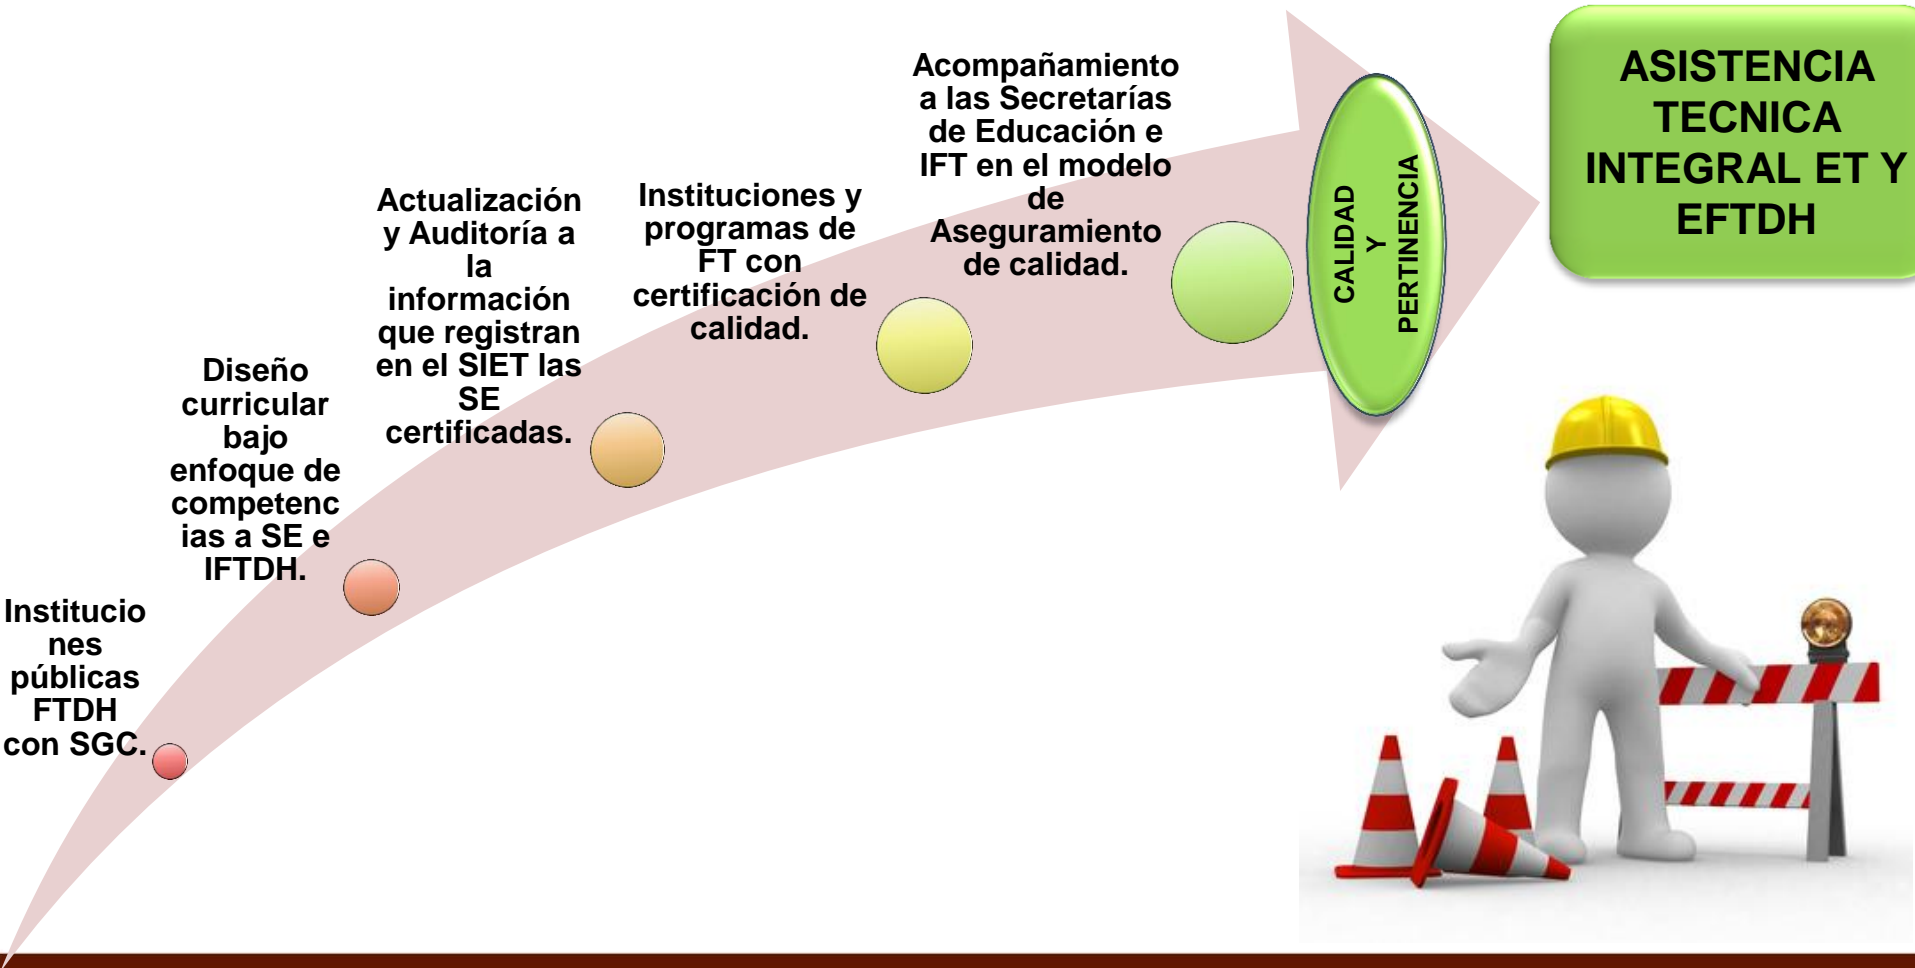 Institucio
nes
públicas
FTDH
con SGC.
Diseño
curricular
bajo
enfoque de
competenc
ias a SE e
IFTDH.
Actualización
y Auditoría a
la
información
que registran
en el SIET las
SE
certificadas.
Instituciones y
programas de
FT con
certificación de
calidad.
Acompañamiento
a las Secretarías
de Educación e
IFT en el modelo
de
Aseguramiento
de calidad.
CALIDAD
Y
PERTINENCIA
ASISTENCIA
TECNICA
INTEGRAL ET Y
EFTDH